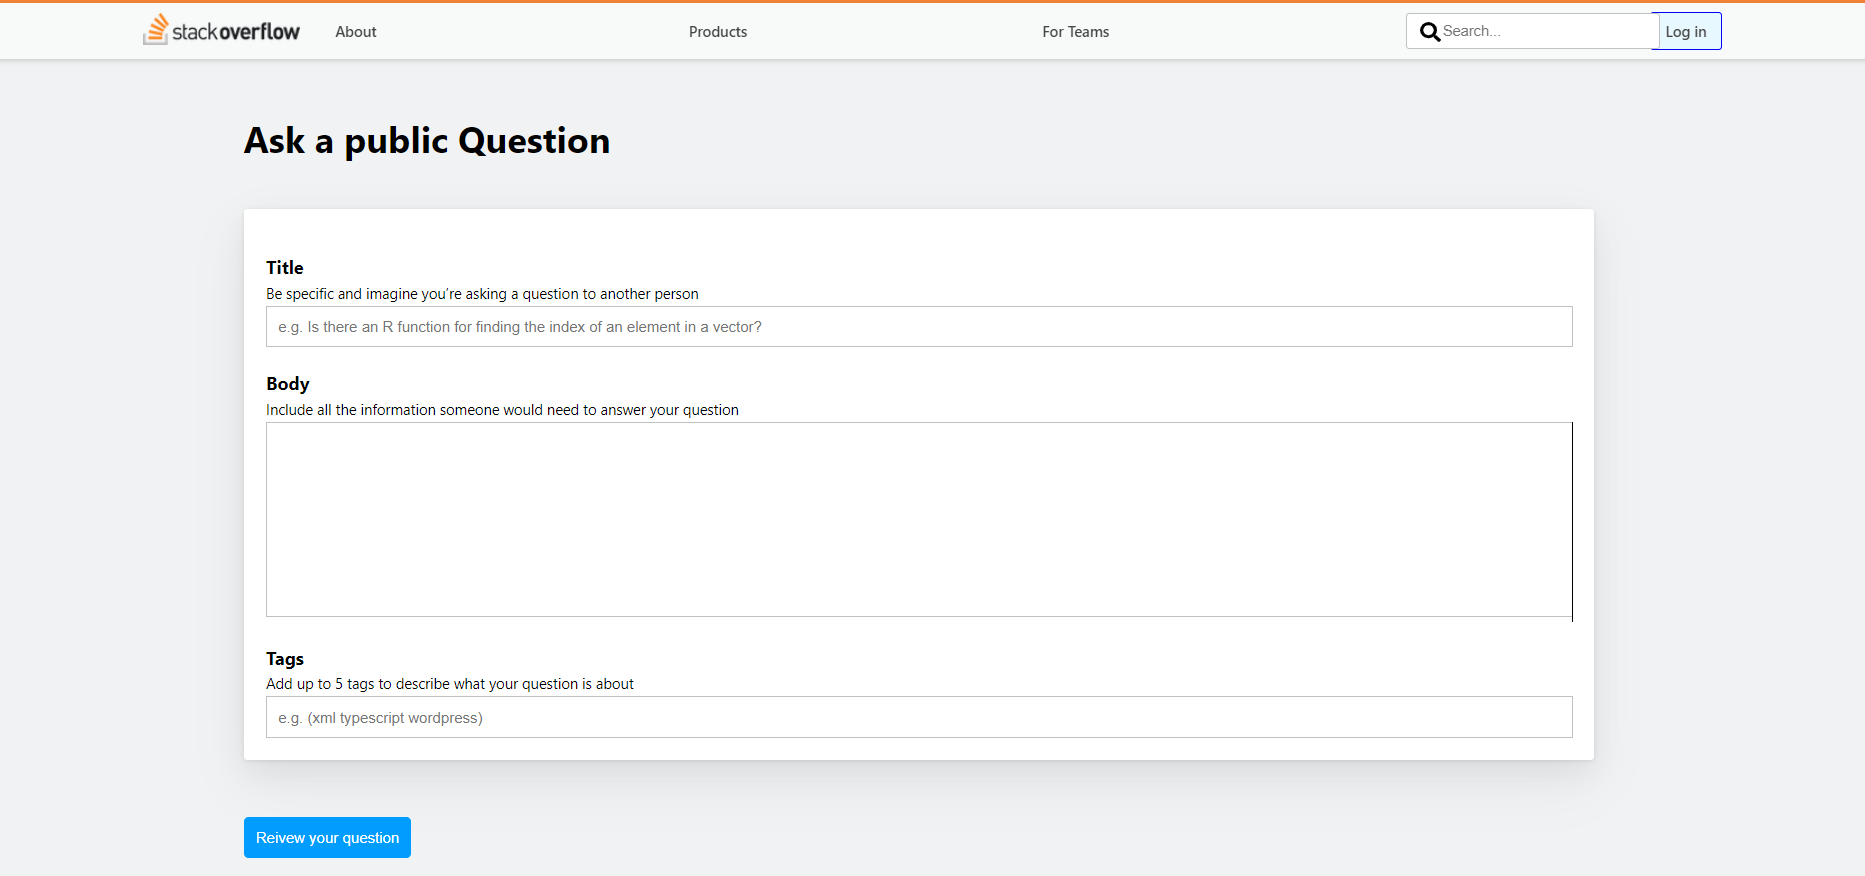 stackoverflow About Products For Teams Search... Log in
Ask a public Question
Title
Be specific and imagine you're asking a question to another person
e.g. Is there an R function for finding the index of an element in a vector?
Body
Include all the information someone would need to answer your question
Tags
Add up to 5 tags to describe what your question is about
e.g. (xml typescript wordpress)
Reivew your question